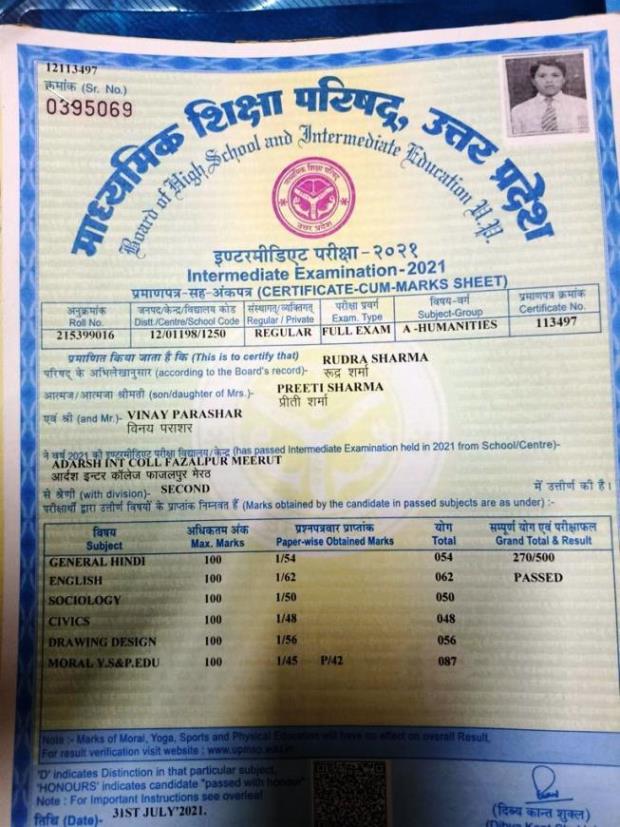 12113497
क्रमांक (Sr. No.)
0395069
माध्यमिक शिक्षा परिषद्, उत्तर प्रदेश
Board of High School and Intermediate Education U.P.
माध्यमिक शिक्षा परिषद्
उत्तर प्रदेश
इण्टरमीडिएट परीक्षा - २०२१
Intermediate Examination-2021
प्रमाणपत्र-सह-अंकपत्र (CERTIFICATE-CUM-MARKS SHEET)
अनुक्रमांक जनपद/केन्द्र/विद्यालय कोड संस्थागत/व्यक्तिगत परीक्षा प्रवर्ग विषय-वर्ग प्रमाणपत्र क्रमांक
Roll No. Distt./Centre/School Code Regular / Private Exam. Type Subject-Group Certificate No.
215399016 12/01198/1250 REGULAR FULL EXAM A -HUMANITIES 113497
प्रमाणित किया जाता है कि (This is to certify that) RUDRA SHARMA
परिषद् के अभिलेखानुसार (according to the Board's record)- रूद्र शर्मा
आत्मज/आत्मजा श्रीमती (son/daughter of Mrs.)- PREETI SHARMA
प्रीती शर्मा
एवं श्री (and Mr.)- VINAY PARASHAR
विनय पराशर
ने वर्ष 2021 की इण्टरमीडिएट परीक्षा विद्यालय/केन्द्र (has passed Intermediate Examination held in 2021 from School/Centre)-
ADARSH INT COLL FAZALPUR MEERUT
आर्दश इन्टर कॉलेज फाजलपुर मेरठ
से श्रेणी (with division)- SECOND में उत्तीर्ण की है।
परीक्षार्थी द्वारा उत्तीर्ण विषयों के प्राप्तांक निम्नवत हैं (Marks obtained by the candidate in passed subjects are as under) :-
विषय अधिकतम अंक प्रश्नपत्रवार प्राप्तांक योग सम्पूर्ण योग एवं परीक्षाफल
Subject Max. Marks Paper-wise Obtained Marks Total Grand Total & Result
GENERAL HINDI 100 1/54 054 270/500
ENGLISH 100 1/62 062 PASSED
SOCIOLOGY 100 1/50 050
CIVICS 100 1/48 048
DRAWING DESIGN 100 1/56 056
MORAL Y.S&P.EDU 100 1/45 P/42 087
Note :- Marks of Moral, Yoga, Sports and Physical Education will have no effect on overall Result.
For result verification visit website : www.upmsp.edu.in
'D' indicates Distinction in that particular subject,
'HONOURS' indicates candidate "passed with honour"
Note : For Important Instructions see overleaf
तिथि (Date)- 31ST JULY'2021.
(दिब्य कान्त शुक्ल)